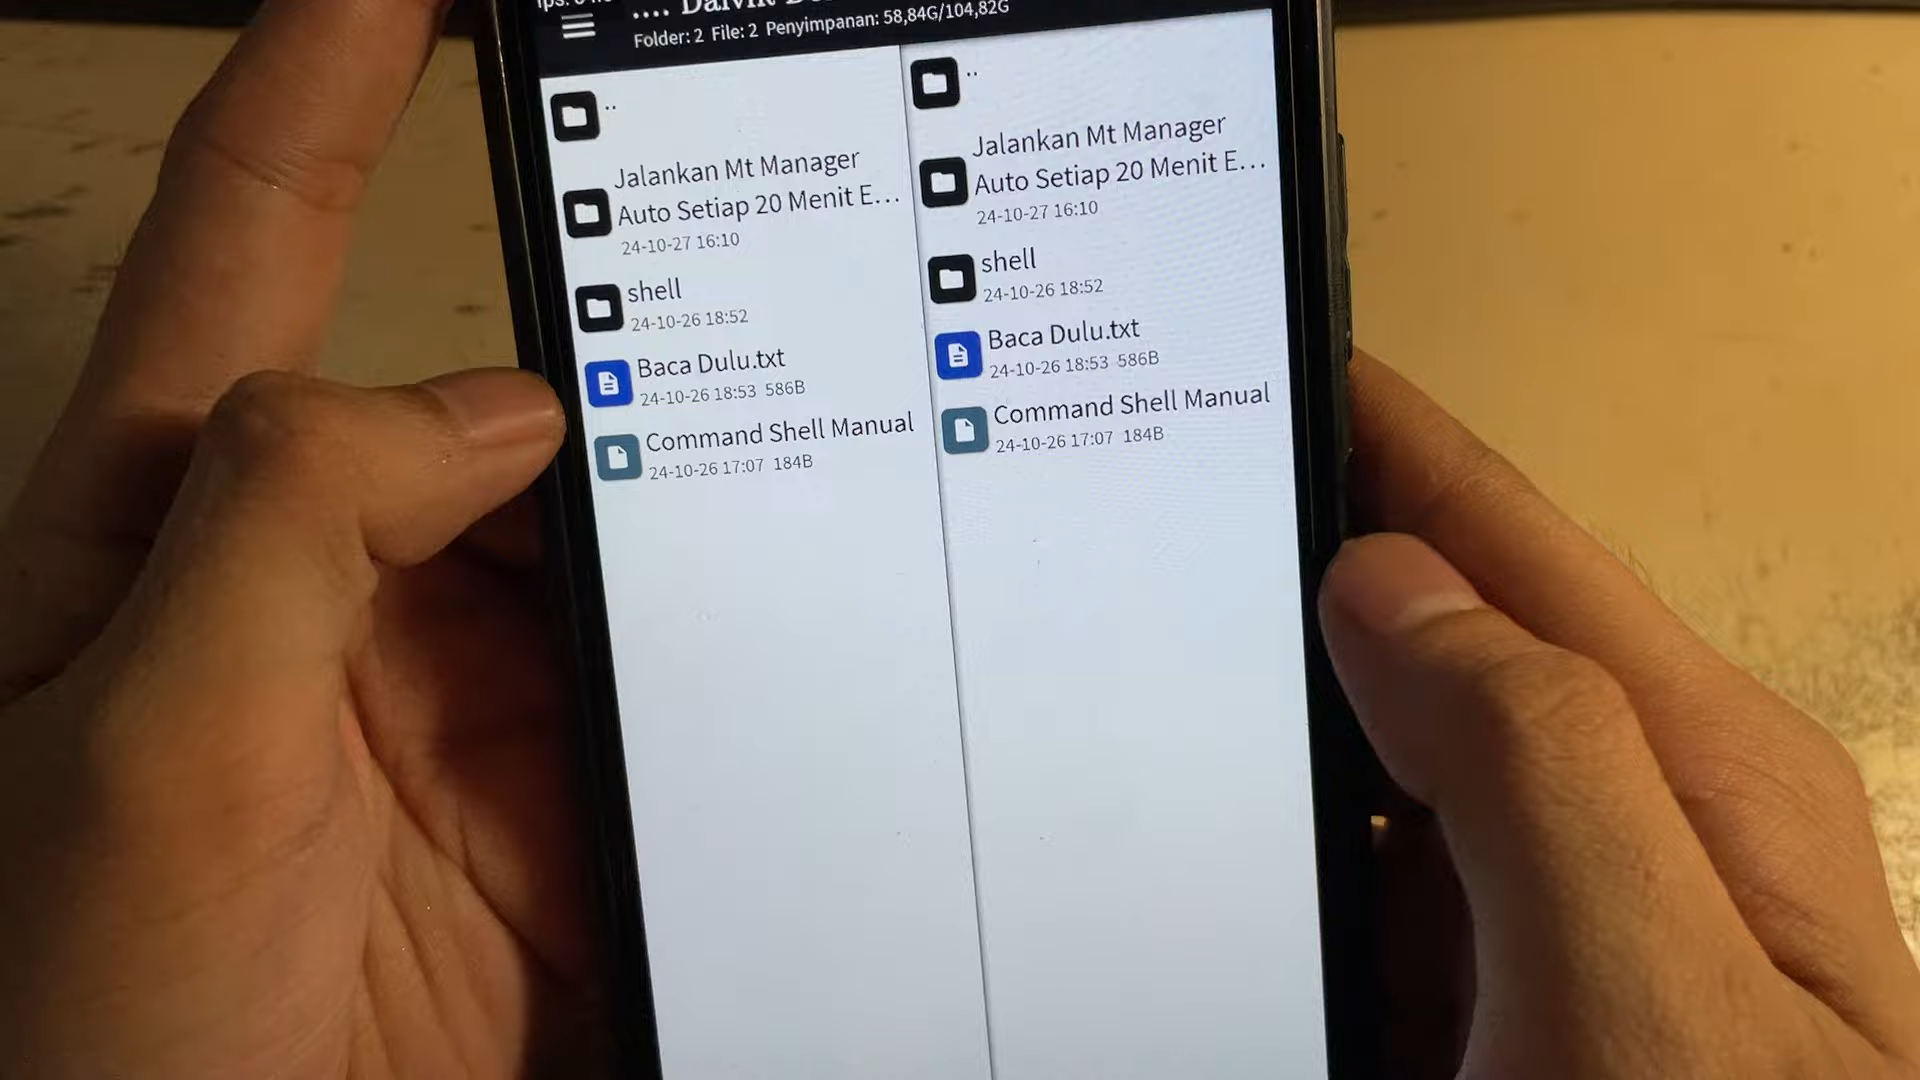 Folder: 2 File: 2 Penyimpanan: 58,84G/104,82G
..
Jalankan Mt Manager
Auto Setiap 20 Menit E...
24-10-27 16:10
shell
24-10-26 18:52
Baca Dulu.txt
24-10-26 18:53 586B
Command Shell Manual
24-10-26 17:07 184B
..
Jalankan Mt Manager
Auto Setiap 20 Menit E...
24-10-27 16:10
shell
24-10-26 18:52
Baca Dulu.txt
24-10-26 18:53 586B
Command Shell Manual
24-10-26 17:07 184B